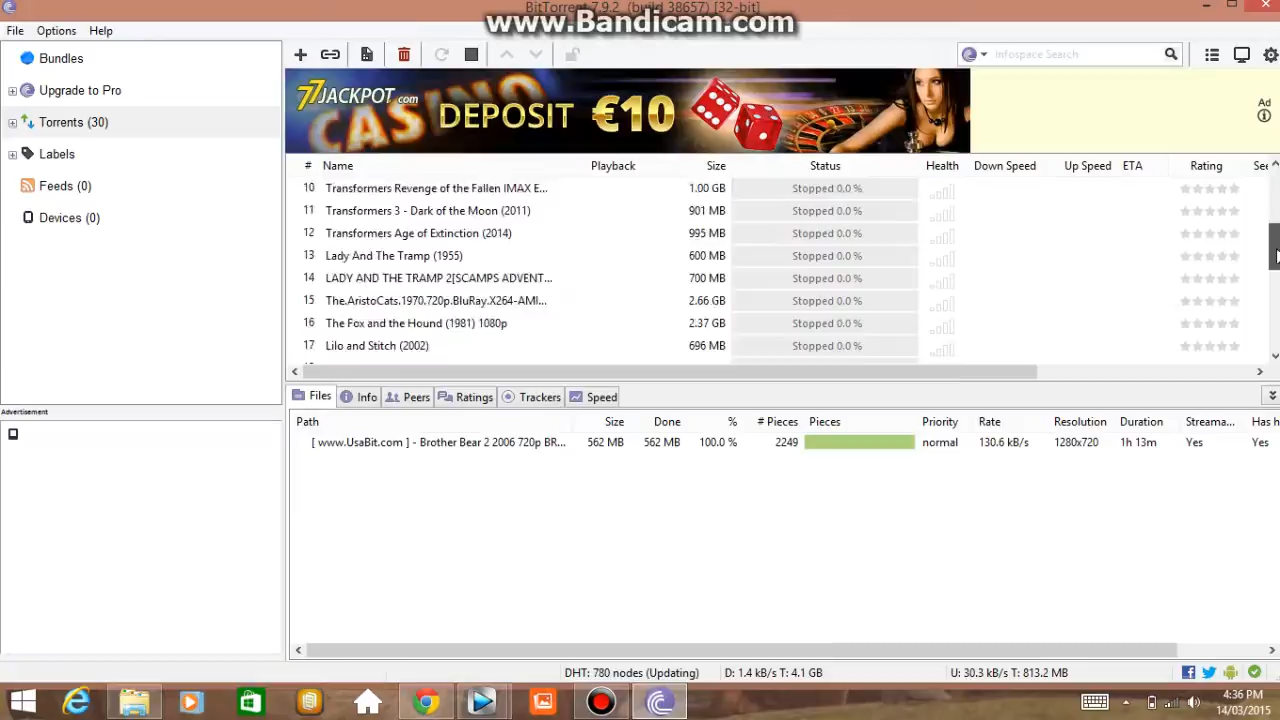 BitTorrent 7.9.2 (build 38657) [32-bit]
www.Bandicam.com
File Options Help
Bundles
Upgrade to Pro
Torrents (30)
Labels
Feeds (0)
Devices (0)
Infospace Search
77JACKPOT.com
CASINO
DEPOSIT €10
Ad
# Name Playback Size Status Health Down Speed Up Speed ETA Rating See
10 Transformers Revenge of the Fallen IMAX E... 1.00 GB Stopped 0.0 %
11 Transformers 3 - Dark of the Moon (2011) 901 MB Stopped 0.0 %
12 Transformers Age of Extinction (2014) 995 MB Stopped 0.0 %
13 Lady And The Tramp (1955) 600 MB Stopped 0.0 %
14 LADY AND THE TRAMP 2[SCAMPS ADVENT... 700 MB Stopped 0.0 %
15 The.AristoCats.1970.720p.BluRay.X264-AMI... 2.66 GB Stopped 0.0 %
16 The Fox and the Hound (1981) 1080p 2.37 GB Stopped 0.0 %
17 Lilo and Stitch (2002) 696 MB Stopped 0.0 %
Files Info Peers Ratings Trackers Speed
Advertisement
Path Size Done % # Pieces Pieces Priority Rate Resolution Duration Streama... Has h
[ www.UsaBit.com ] - Brother Bear 2 2006 720p BR... 562 MB 562 MB 100.0 % 2249 normal 130.6 kB/s 1280x720 1h 13m Yes Yes
DHT: 780 nodes (Updating) D: 1.4 kB/s T: 4.1 GB U: 30.3 kB/s T: 813.2 MB
4:36 PM
14/03/2015